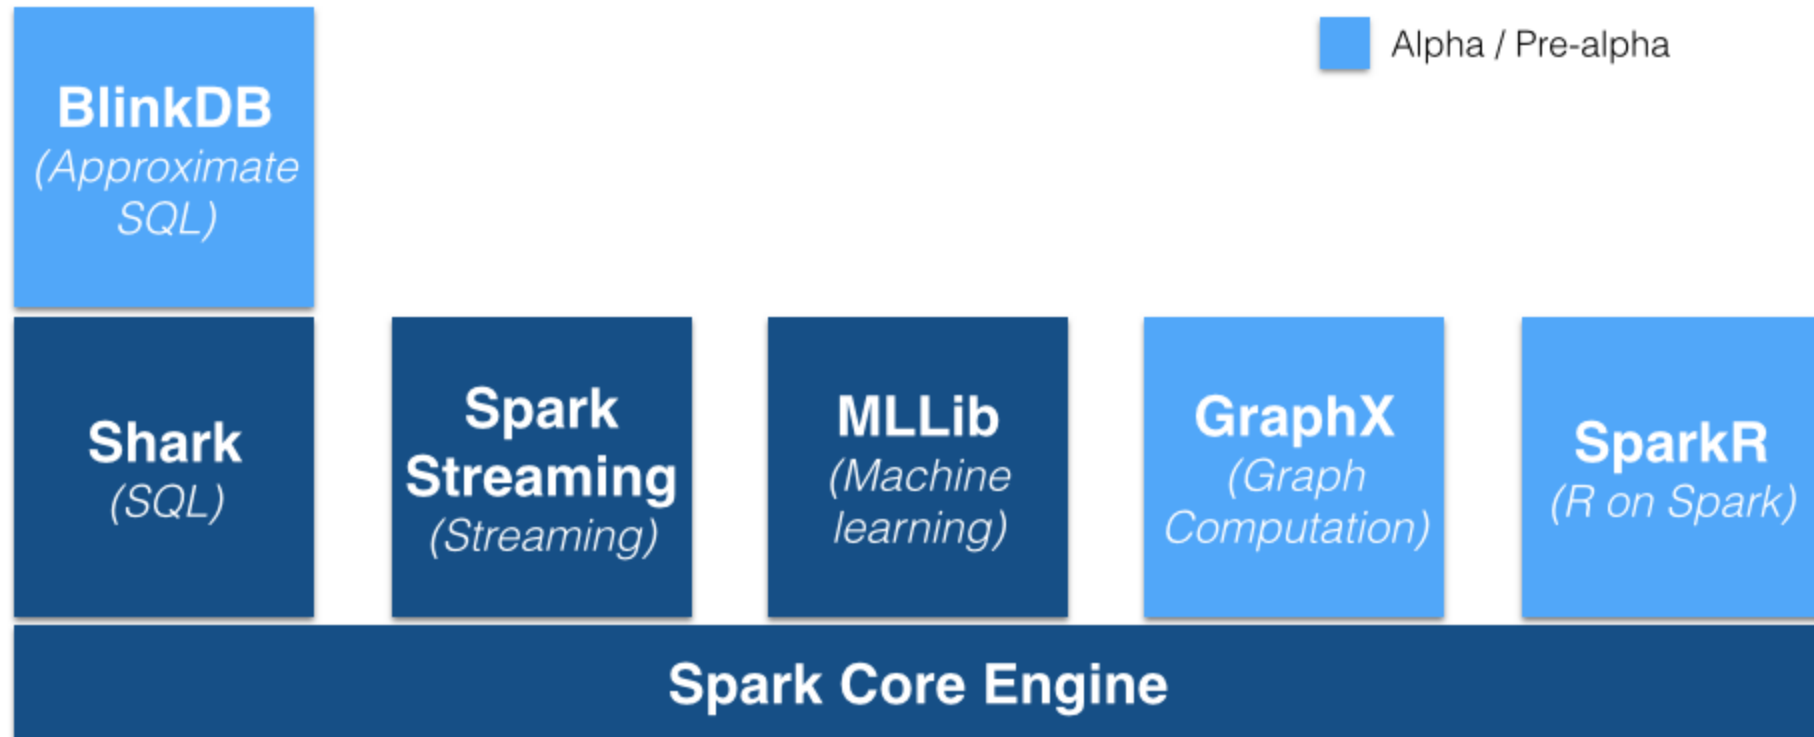 BlinkDB
(Approximate
SQL)
Alpha / Pre-alpha
Shark
(SQL)
Spark
Streaming
(Streaming)
MLLib
(Machine
learning)
GraphX
(Graph
Computation)
SparkR
(R on Spark)
Spark Core Engine